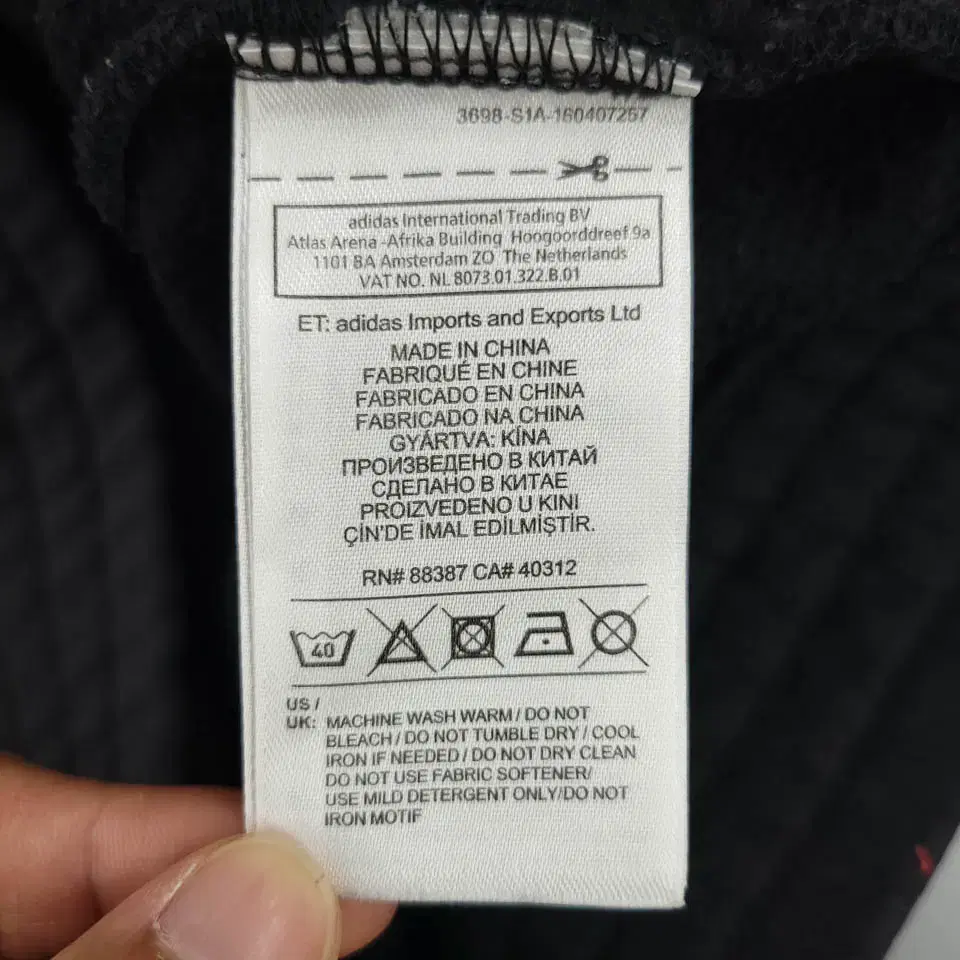 3698-S1A-160407257
adidas International Trading BV
Atlas Arena -Afrika Building Hoogoorddreef 9a
1101 BA Amsterdam ZO The Netherlands
VAT NO. NL 8073.01.322.B.01
ET: adidas Imports and Exports Ltd
MADE IN CHINA
FABRIQUÉ EN CHINE
FABRICADO EN CHINA
FABRICADO NA CHINA
GYÁRTVA: KÍNA
ПРОИЗВЕДЕНО В КИТАЙ
СДЕЛАНО В КИТАЕ
PROIZVEDENO U KINI
ÇİN'DE İMAL EDİLMİŞTİR.
RN# 88387 CA# 40312
40
US /
UK: MACHINE WASH WARM / DO NOT
BLEACH / DO NOT TUMBLE DRY / COOL
IRON IF NEEDED / DO NOT DRY CLEAN
DO NOT USE FABRIC SOFTENER/
USE MILD DETERGENT ONLY/DO NOT
IRON MOTIF